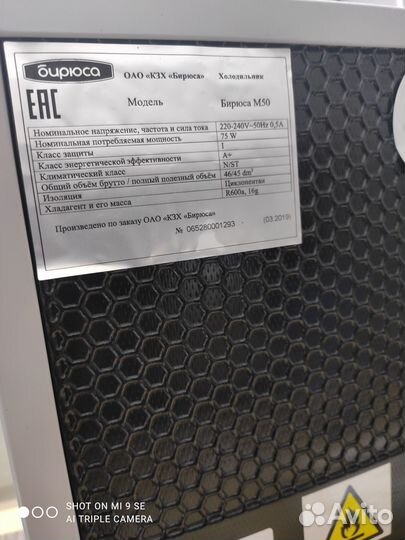 бирюса ОАО «КЗХ «Бирюса» Холодильник
EAC Модель Бирюса М50
Номинальное напряжение, частота и сила тока 220-240V~50Hz 0,5A
Номинальная потребляемая мощность 75 W
Класс защиты I
Класс энергетической эффективности A+
Климатический класс N/ST
Общий объём брутто / полный полезный объём 46/45 dm³
Изоляция Циклопентан
Хладагент и его масса R600a, 16g
Произведено по заказу ОАО «КЗХ «Бирюса» (03.2019)
№ 065280001293
SHOT ON MI 9 SE
AI TRIPLE CAMERA
Avito